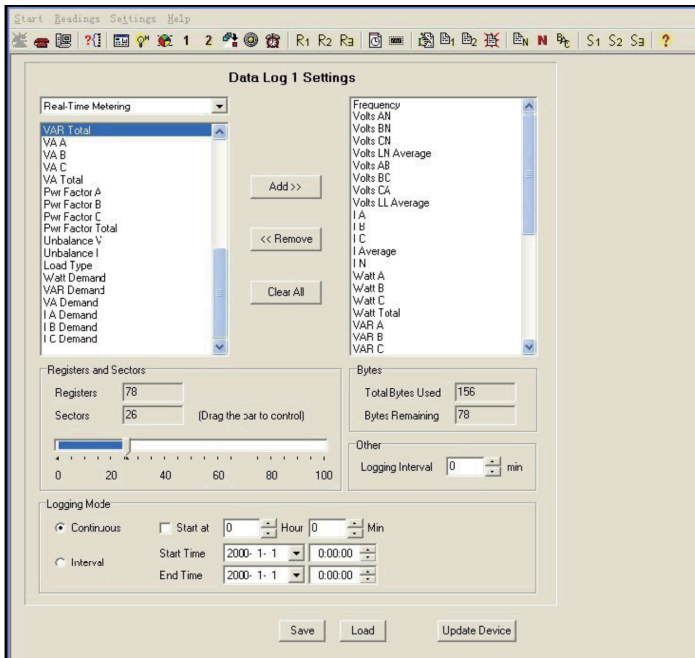 Start Readings Settings Help
?{} 1 2 R1 R2 R3 1 2 N N S1 S2 S3 ?
Data Log 1 Settings
Real-Time Metering
VAR Total
VA A
VA B
VA C
VA Total
Pwr Factor A
Pwr Factor B
Pwr Factor C
Pwr Factor Total
Unbalance V
Unbalance I
Load Type
Watt Demand
VAR Demand
VA Demand
I A Demand
I B Demand
I C Demand
Add >>
<< Remove
Clear All
Frequency
Volts AN
Volts BN
Volts CN
Volts LN Average
Volts AB
Volts BC
Volts CA
Volts LL Average
I A
I B
I C
I Average
I N
Watt A
Watt B
Watt C
Watt Total
VAR A
VAR B
VAR C
Registers and Sectors
Registers 78
Sectors 26 (Drag the bar to control)
0 20 40 60 80 100
Bytes
Total Bytes Used 156
Bytes Remaining 78
Other
Logging Interval 0 min
Logging Mode
Continuous Start at 0 Hour 0 Min
Interval
Start Time 2000- 1- 1 0:00:00
End Time 2000- 1- 1 0:00:00
Save Load Update Device